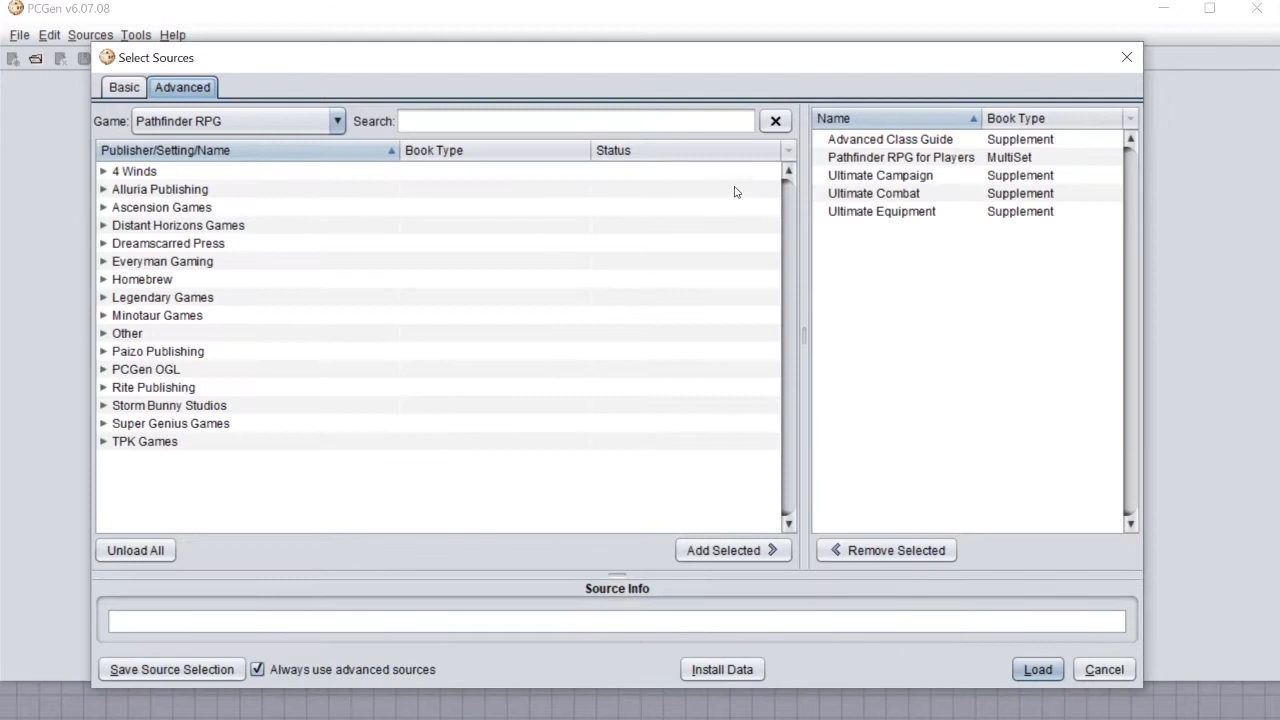 PCGen v6.07.08
File Edit Sources Tools Help
Select Sources
Basic Advanced
Game: Pathfinder RPG Search:
Publisher/Setting/Name Book Type Status
4 Winds
Alluria Publishing
Ascension Games
Distant Horizons Games
Dreamscarred Press
Everyman Gaming
Homebrew
Legendary Games
Minotaur Games
Other
Paizo Publishing
PCGen OGL
Rite Publishing
Storm Bunny Studios
Super Genius Games
TPK Games
Unload All Add Selected
Name Book Type
Advanced Class Guide Supplement
Pathfinder RPG for Players MultiSet
Ultimate Campaign Supplement
Ultimate Combat Supplement
Ultimate Equipment Supplement
Remove Selected
Source Info
Save Source Selection Always use advanced sources Install Data Load Cancel